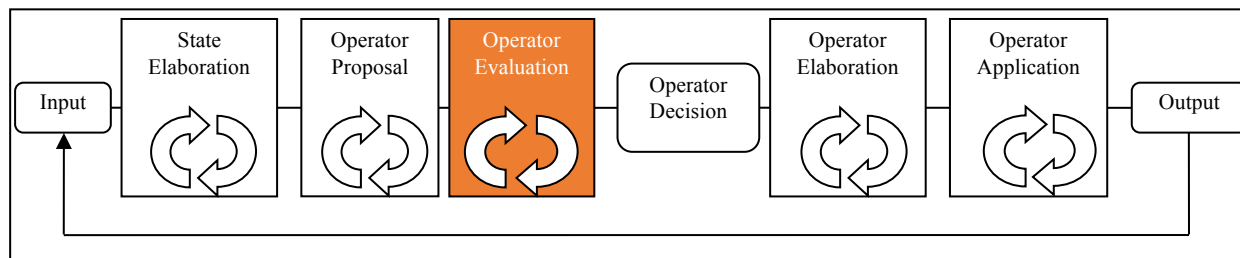 Input
State
Elaboration
Operator
Proposal
Operator
Evaluation
Operator
Decision
Operator
Elaboration
Operator
Application
Output